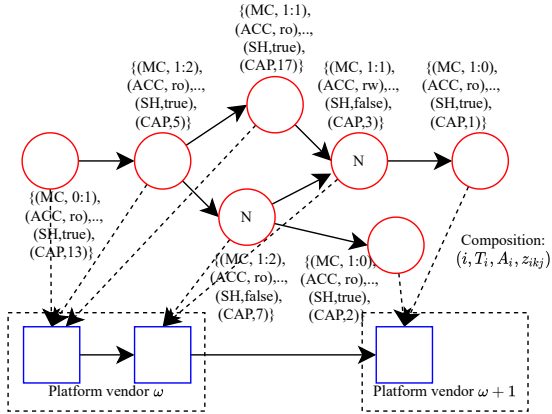 {(MC, 1:1),
(ACC, ro),..,
(SH,true),
(CAP,17)}
{(MC, 1:2),
(ACC, ro),..,
(SH,true),
(CAP,5)}
{(MC, 1:1),
(ACC, rw),..,
(SH,false),
(CAP,3)}
{(MC, 1:0),
(ACC, ro),..,
(SH,true),
(CAP,1)}
N
{(MC, 0:1),
(ACC, ro),..,
(SH,true),
(CAP,13)}
N
{(MC, 1:2),
(ACC, ro),..,
(SH,false),
(CAP,7)}
{(MC, 1:0),
(ACC, ro),..,
(SH,true),
(CAP,2)}
Composition:
(i, T_i, A_i, z_{ikj})
Platform vendor ω
Platform vendor ω + 1